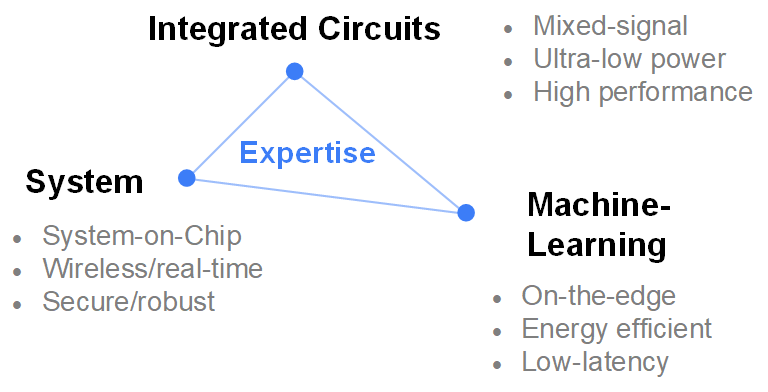 Integrated Circuits
• Mixed-signal
• Ultra-low power
• High performance
Expertise
System
• System-on-Chip
• Wireless/real-time
• Secure/robust
Machine-
Learning
• On-the-edge
• Energy efficient
• Low-latency